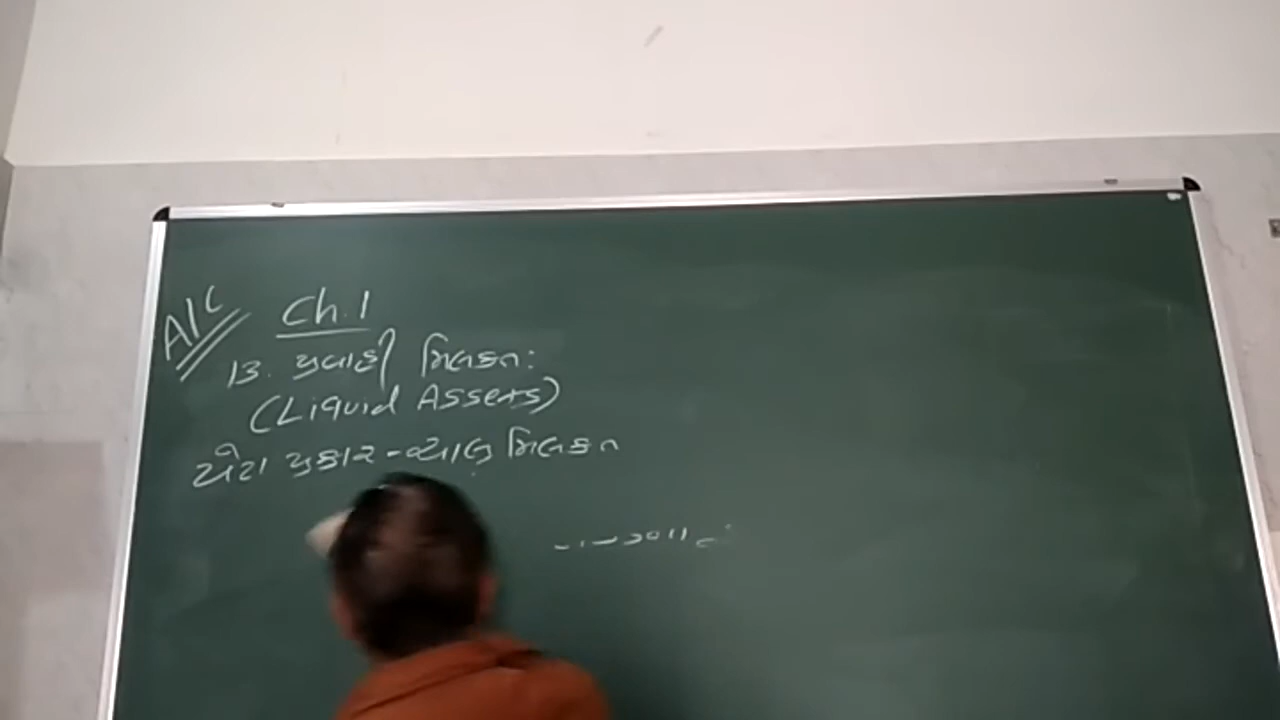 A/C Ch.1
13. પ્રવાહી મિલકત:
(Liquid Assets)
પેટા પ્રકાર - ચાલુ મિલકત